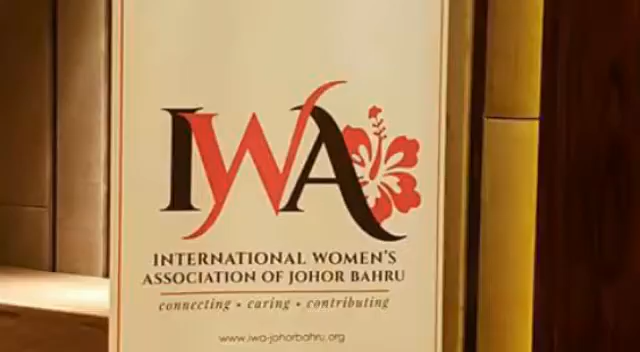 IWA
INTERNATIONAL WOMEN'S
ASSOCIATION OF JOHOR BAHRU
connecting • caring • contributing
www.iwa-johorbahru.org